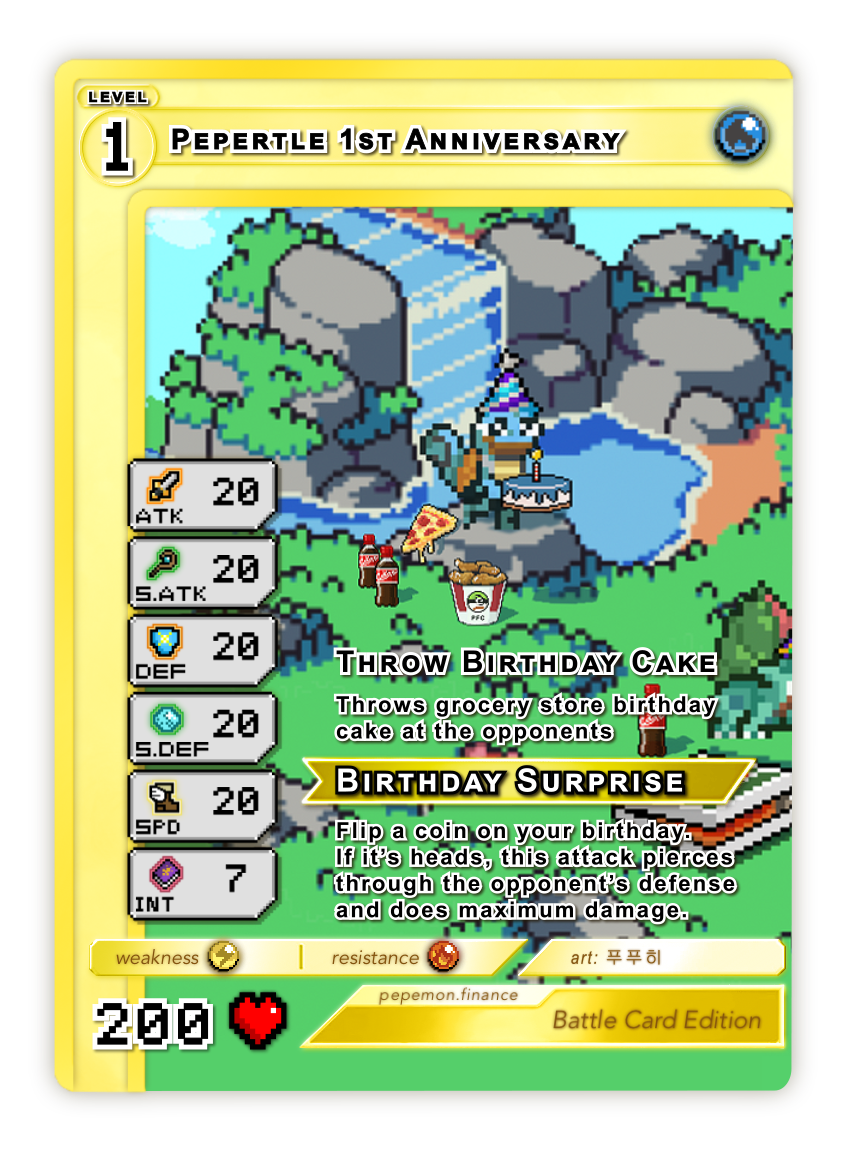 LEVEL
1
Pepertle 1st Anniversary
ATK 20
S.ATK 20
DEF 20
S.DEF 20
SPD 20
INT 7
PFC
Throw Birthday Cake
Throws grocery store birthday
cake at the opponents
Birthday Surprise
Flip a coin on your birthday.
If it's heads, this attack pierces
through the opponent's defense
and does maximum damage.
weakness | resistance
art: 푸푸히
200
pepemon.finance
Battle Card Edition